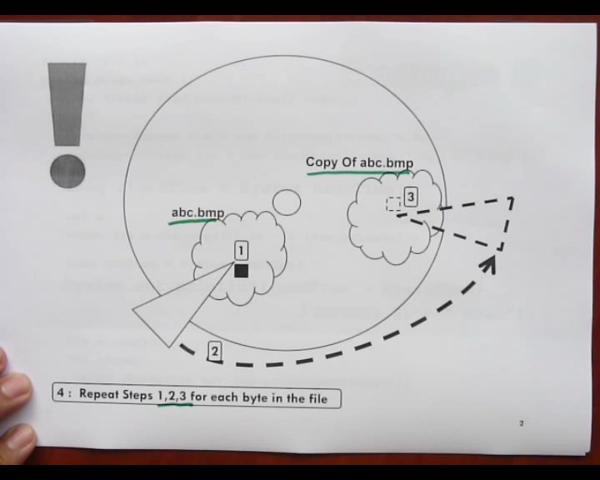 Copy Of abc.bmp
3
abc.bmp
1
2
4 : Repeat Steps 1,2,3 for each byte in the file
2